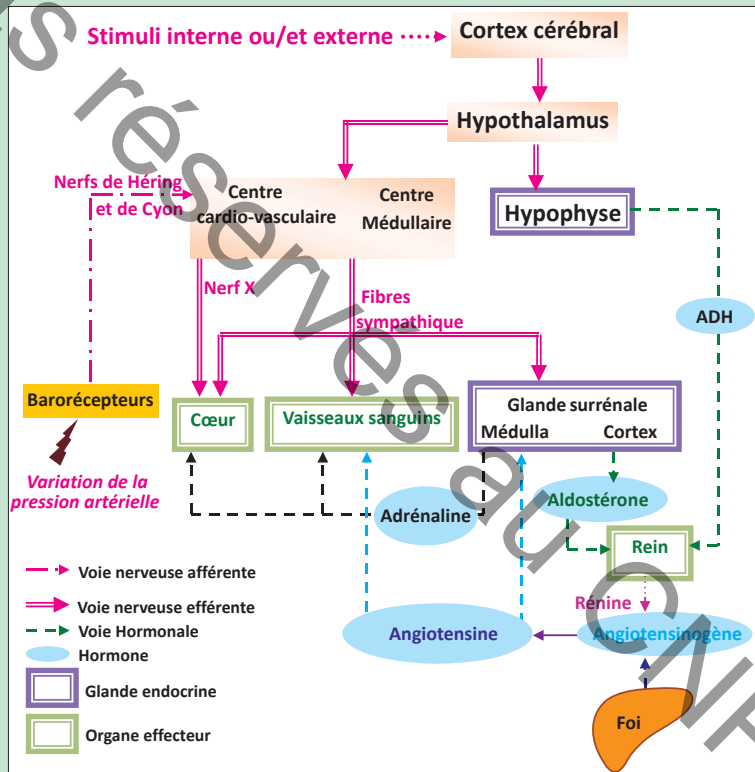 Stimuli interne ou/et externe
Cortex cérébral
Hypothalamus
Nerfs de Héring
et de Cyon
Centre
cardio-vasculaire
Centre
Médullaire
Hypophyse
Nerf X
Fibres
sympathique
ADH
Barorécepteurs
Cœur
Vaisseaux sanguins
Glande surrénale
Médulla
Cortex
Variation de la
pression artérielle
Adrénaline
Aldostérone
Rein
Rénine
Voie nerveuse afférente
Voie nerveuse efférente
Voie Hormonale
Hormone
Glande endocrine
Organe effecteur
Angiotensine
Angiotensinogène
Foi
réservés au CNP